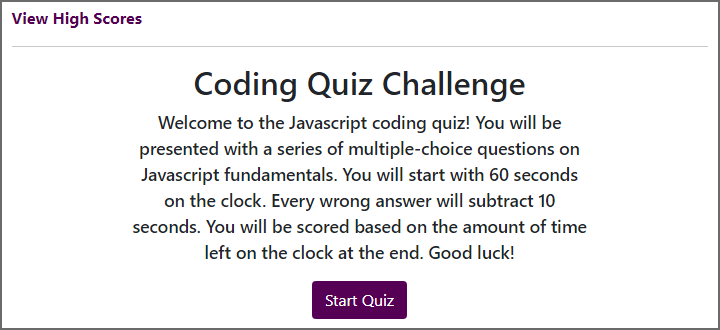 View High Scores
Coding Quiz Challenge
Welcome to the Javascript coding quiz! You will be
presented with a series of multiple-choice questions on
Javascript fundamentals. You will start with 60 seconds
on the clock. Every wrong answer will subtract 10
seconds. You will be scored based on the amount of time
left on the clock at the end. Good luck!
Start Quiz